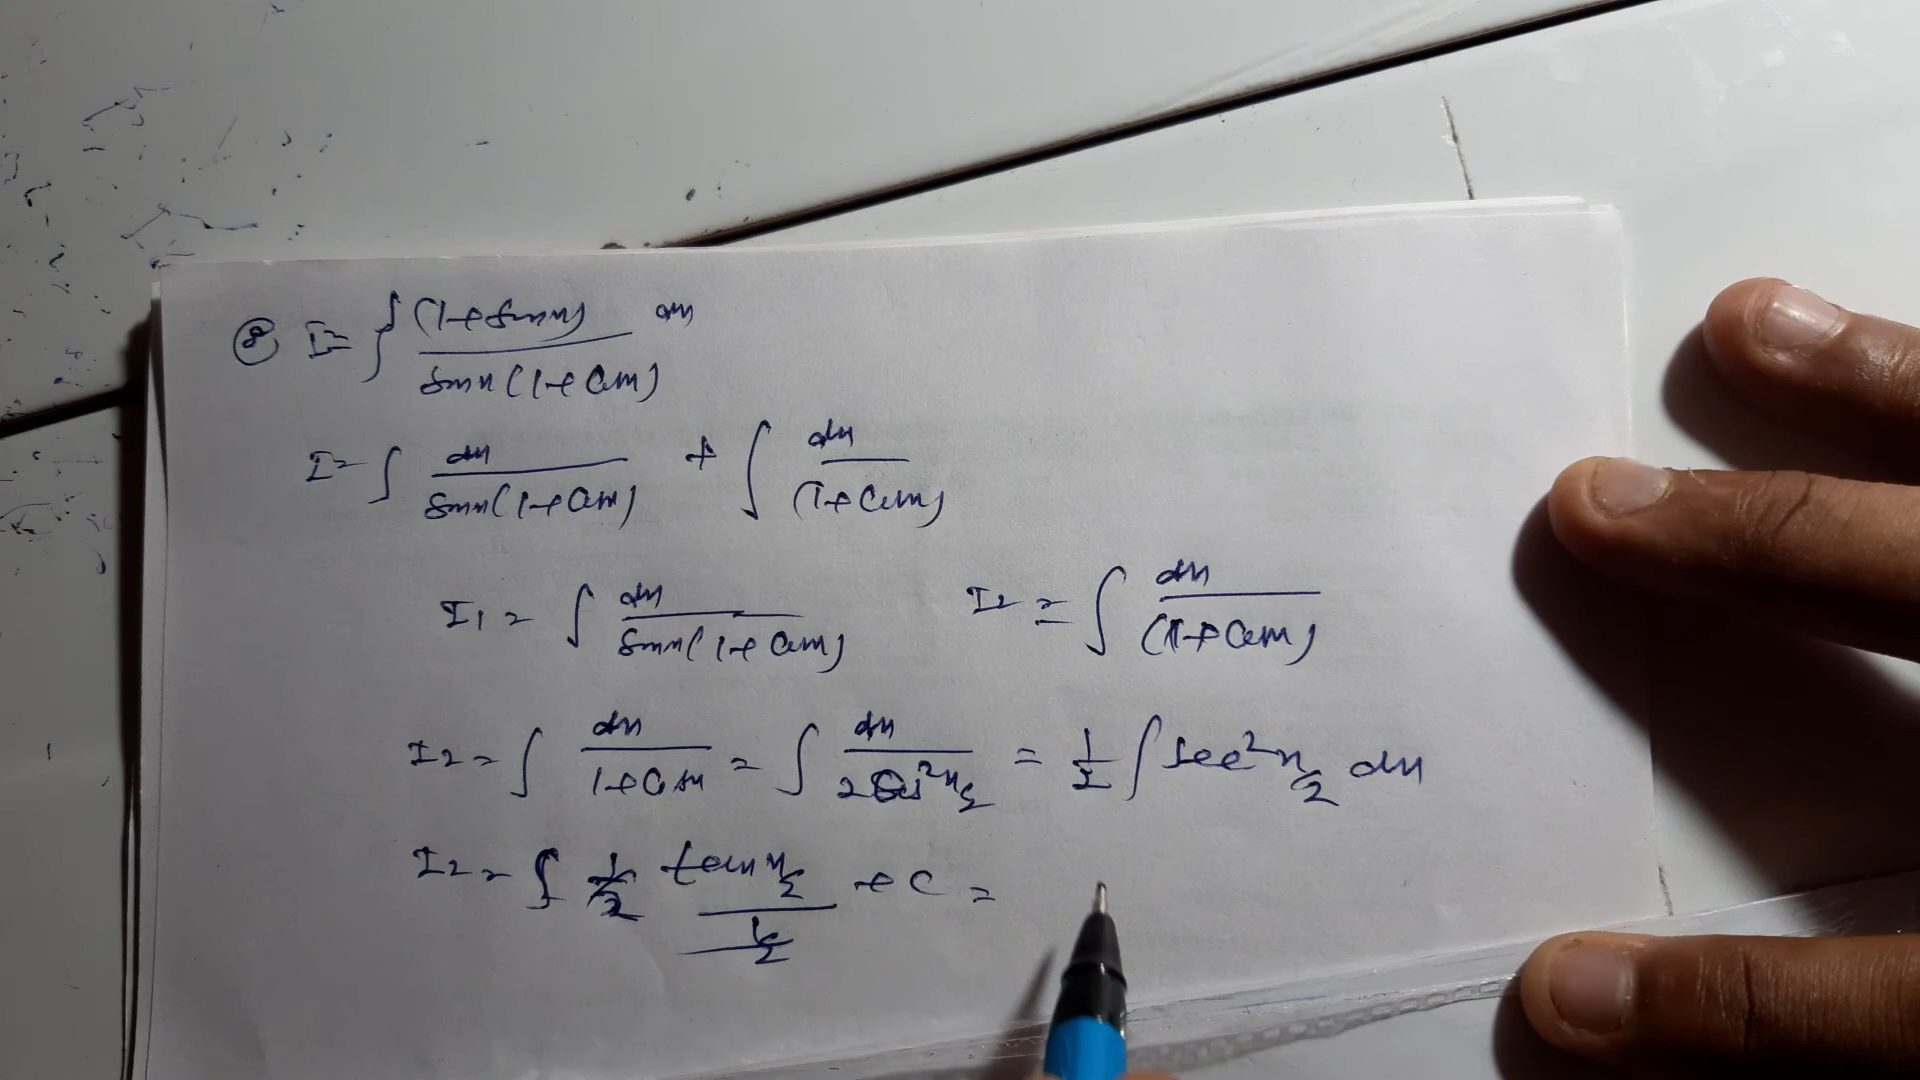 ⑧ I = ∫ (1+sinx) / sinx(1+cosx) dx
I = ∫ dx / sinx(1+cosx) + ∫ dx / (1+cosx)
I1 = ∫ dx / sinx(1+cosx) I2 = ∫ dx / (1+cosx)
I2 = ∫ dx / 1+cosx = ∫ dx / 2cos²x/2 = 1/2 ∫ sec²x/2 dx
I2 = ∫ 1/2 tan x/2 / 1/2 + C =